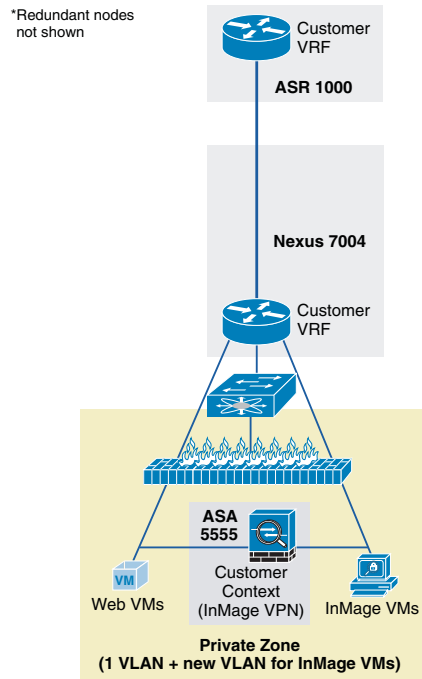 *Redundant nodes
not shown
Customer
VRF
ASR 1000
Nexus 7004
Customer
VRF
ASA
5555
Customer
Context
(InMage VPN)
VM
Web VMs
InMage VMs
Private Zone
(1 VLAN + new VLAN for InMage VMs)